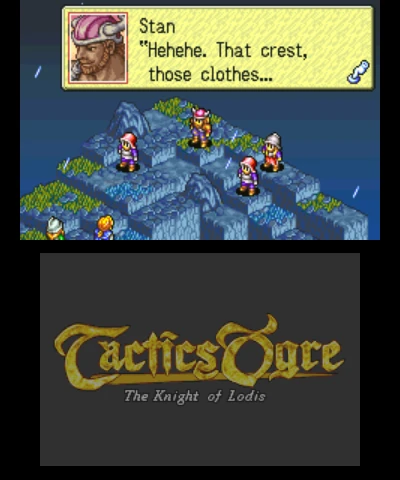 Stan
"Hehehe. That crest,
those clothes...
Tactics Ogre
The Knight of Lodis